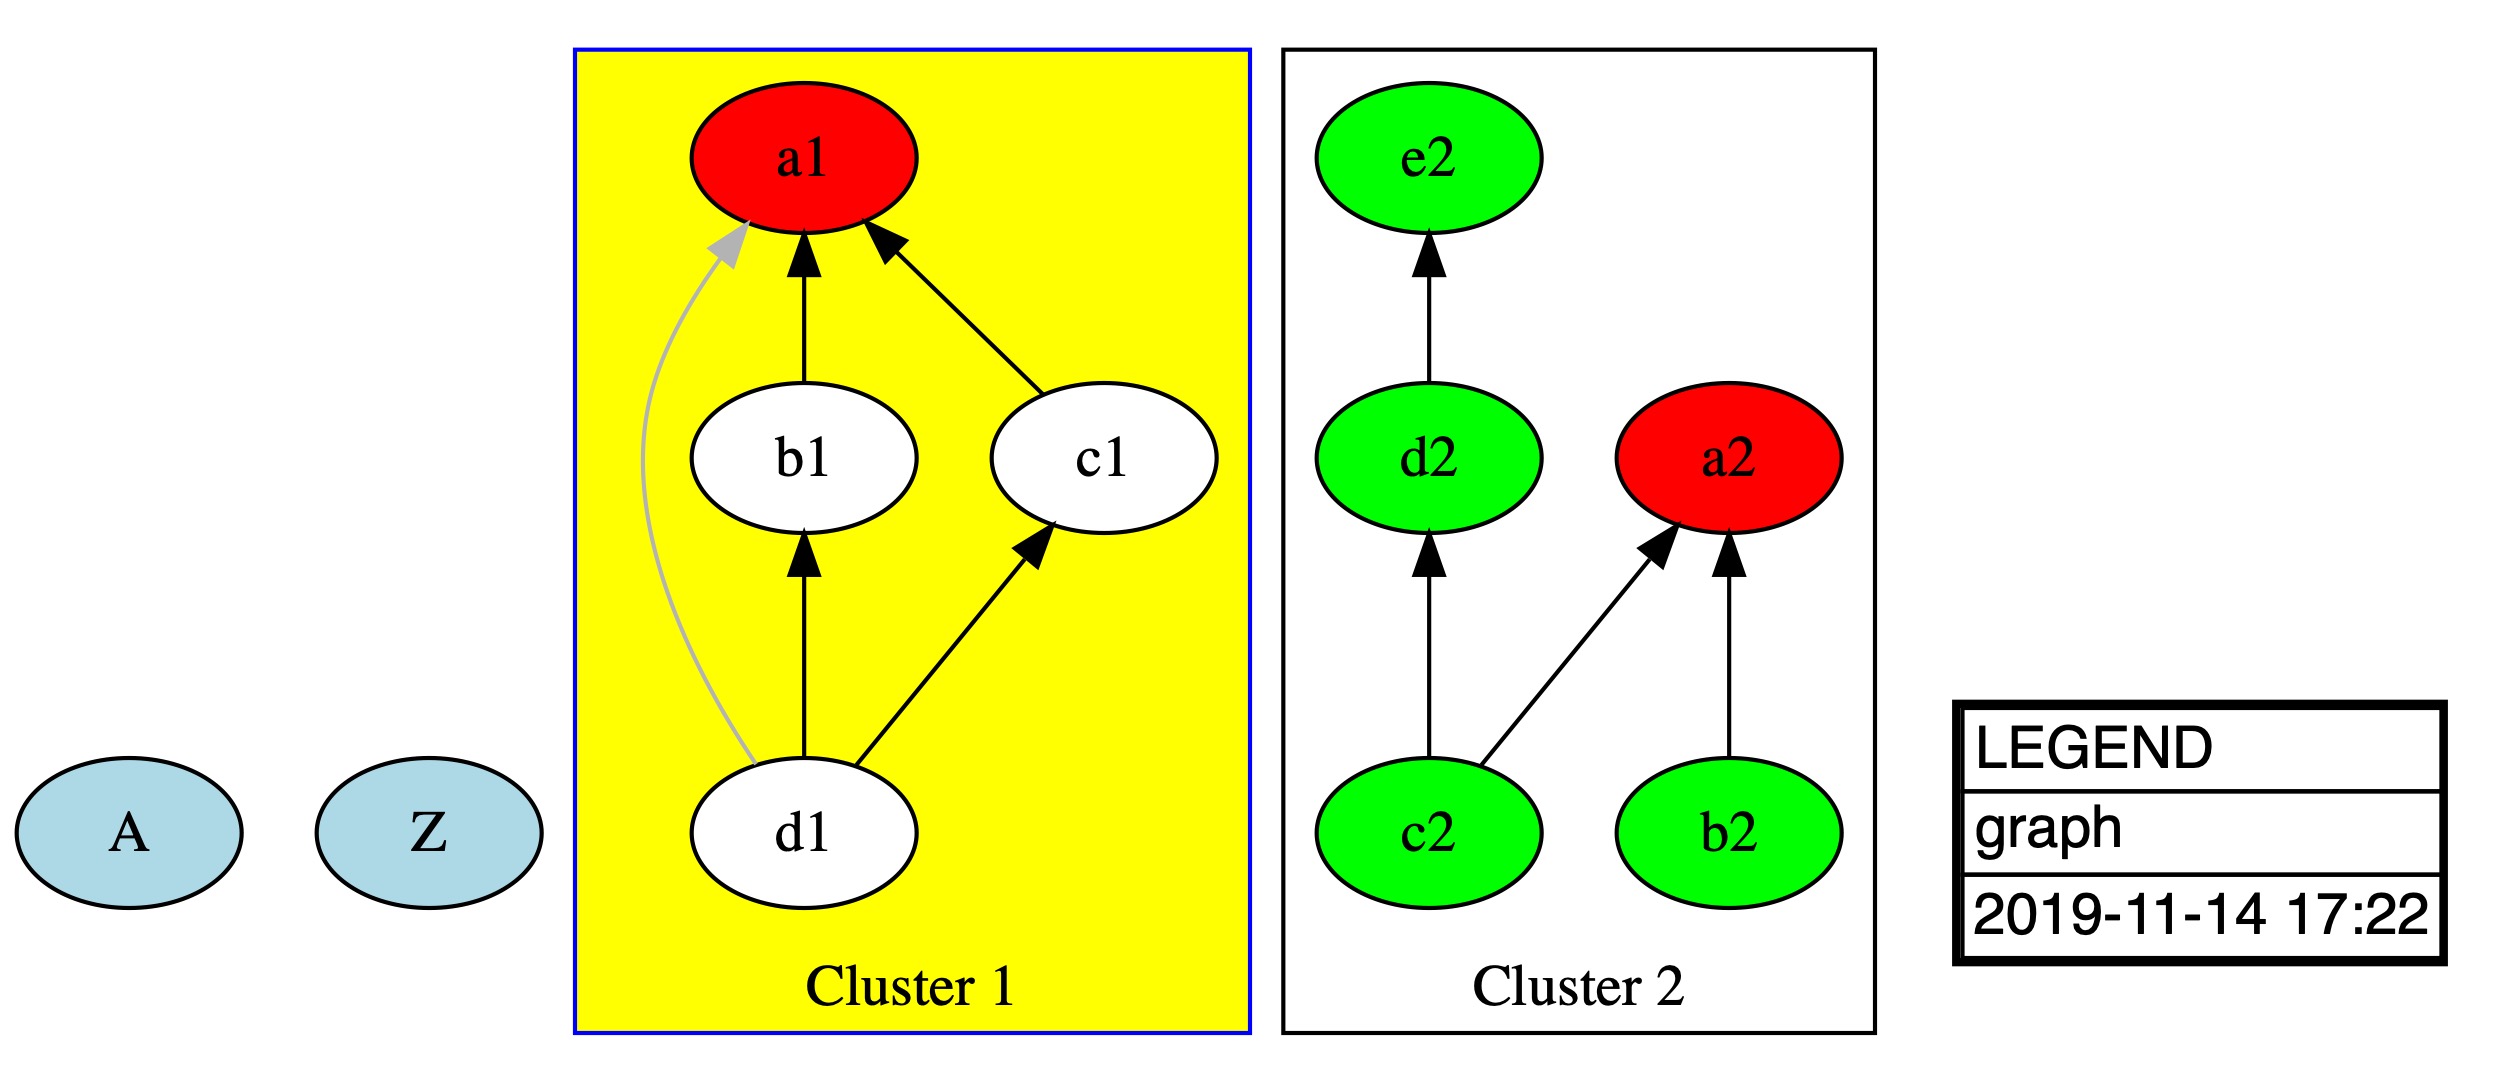 a1
e2
b1
c1
d2
a2
A
Z
d1
c2
b2
Cluster 1
Cluster 2
LEGEND
graph
2019-11-14 17:22